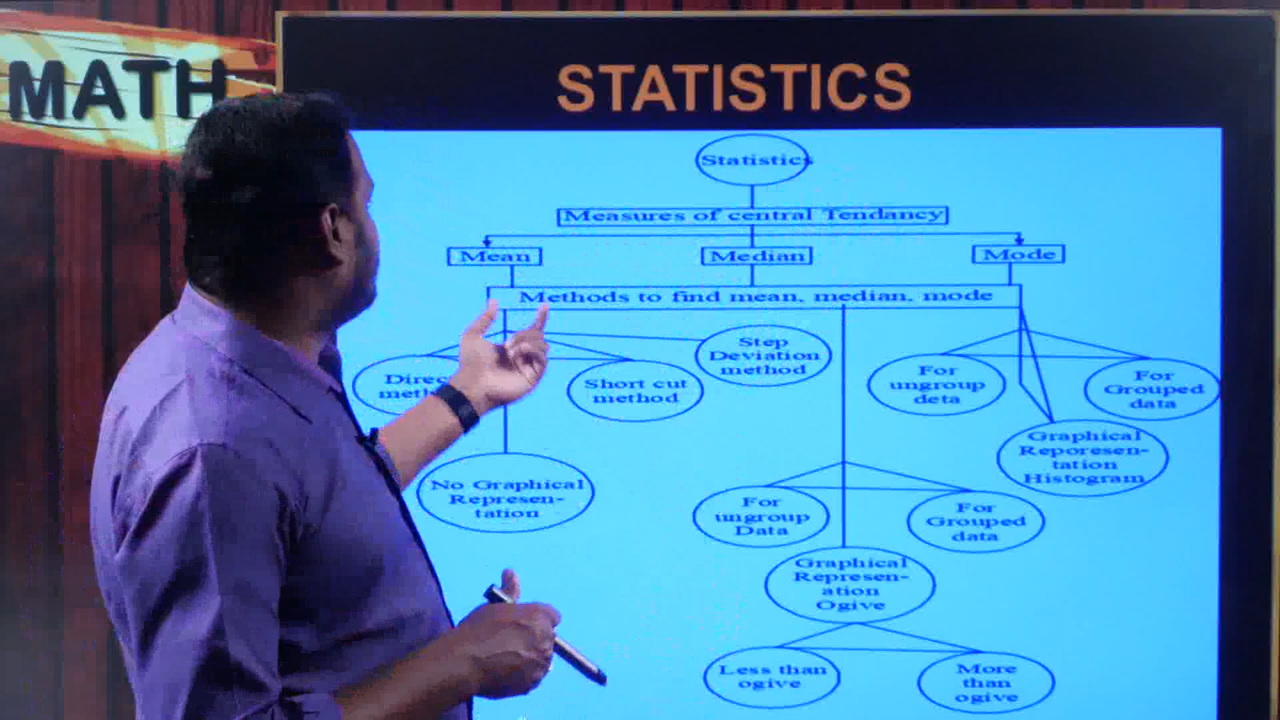 MATH
STATISTICS
Statistics
Measures of central Tendancy
Mean
Median
Mode
Methods to find mean, median, mode
Step
Deviation
method
Short cut
method
For
ungroup
deta
For
Grouped
data
Graphical
Reporesen-
tation
Histogram
No Graphical
Represen-
tation
For
ungroup
Data
For
Grouped
data
Graphical
Represen-
ation
Ogive
Less than
ogive
More
than
ogive